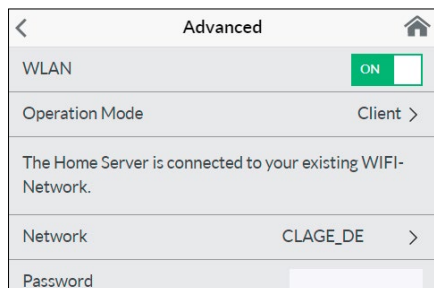 Advanced
WLAN ON
Operation Mode Client
The Home Server is connected to your existing WIFI-
Network.
Network CLAGE_DE
Password